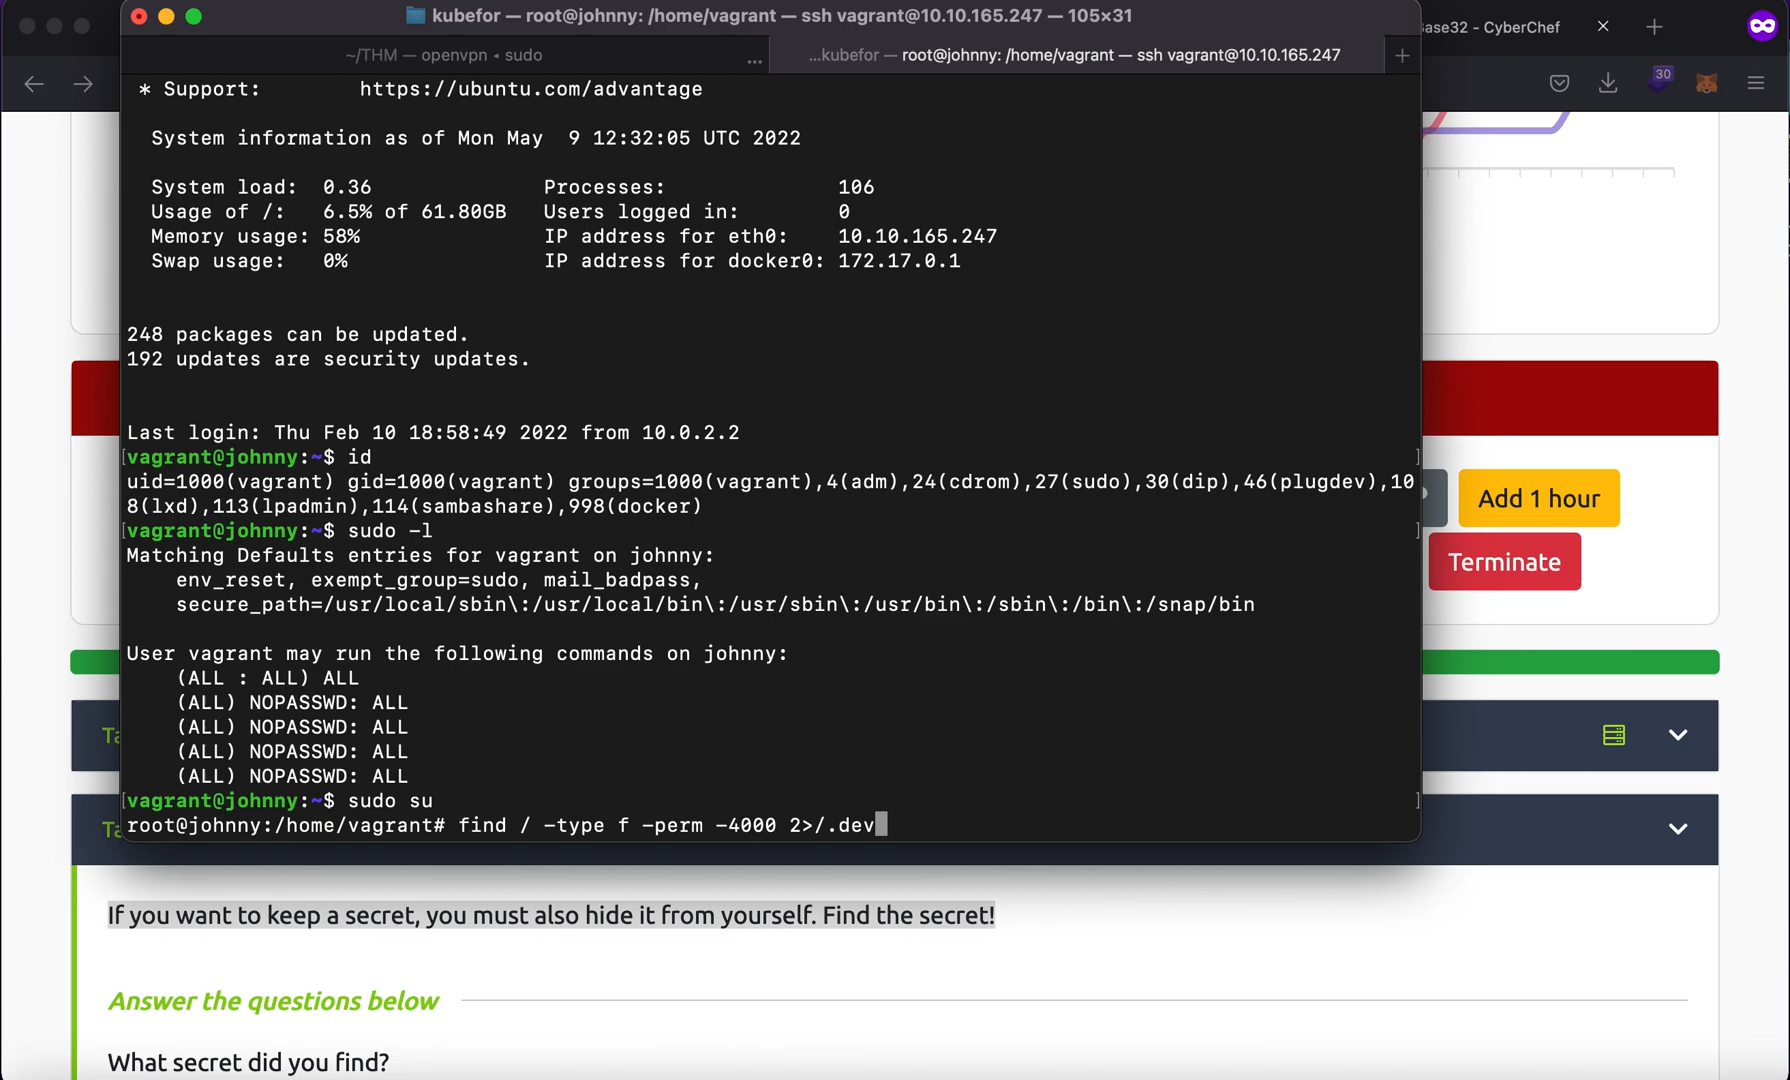 kubefor — root@johnny: /home/vagrant — ssh vagrant@10.10.165.247 — 105×31
ase32 - CyberChef
~/THM — openvpn ◂ sudo
...
...kubefor — root@johnny: /home/vagrant — ssh vagrant@10.10.165.247
30
* Support:        https://ubuntu.com/advantage
System information as of Mon May  9 12:32:05 UTC 2022
System load:  0.36              Processes:              106
Usage of /:   6.5% of 61.80GB   Users logged in:        0
Memory usage: 58%               IP address for eth0:    10.10.165.247
Swap usage:   0%                IP address for docker0: 172.17.0.1
248 packages can be updated.
192 updates are security updates.
Last login: Thu Feb 10 18:58:49 2022 from 10.0.2.2
[vagrant@johnny:~$ id ]
uid=1000(vagrant) gid=1000(vagrant) groups=1000(vagrant),4(adm),24(cdrom),27(sudo),30(dip),46(plugdev),10
8(lxd),113(lpadmin),114(sambashare),998(docker)
[vagrant@johnny:~$ sudo -l ]
Matching Defaults entries for vagrant on johnny:
env_reset, exempt_group=sudo, mail_badpass,
secure_path=/usr/local/sbin\:/usr/local/bin\:/usr/sbin\:/usr/bin\:/sbin\:/bin\:/snap/bin
User vagrant may run the following commands on johnny:
(ALL : ALL) ALL
(ALL) NOPASSWD: ALL
(ALL) NOPASSWD: ALL
(ALL) NOPASSWD: ALL
(ALL) NOPASSWD: ALL
[vagrant@johnny:~$ sudo su ]
root@johnny:/home/vagrant# find / -type f -perm -4000 2>/.dev
Add 1 hour
Terminate
Ta
Ta
If you want to keep a secret, you must also hide it from yourself. Find the secret!
Answer the questions below
What secret did you find?